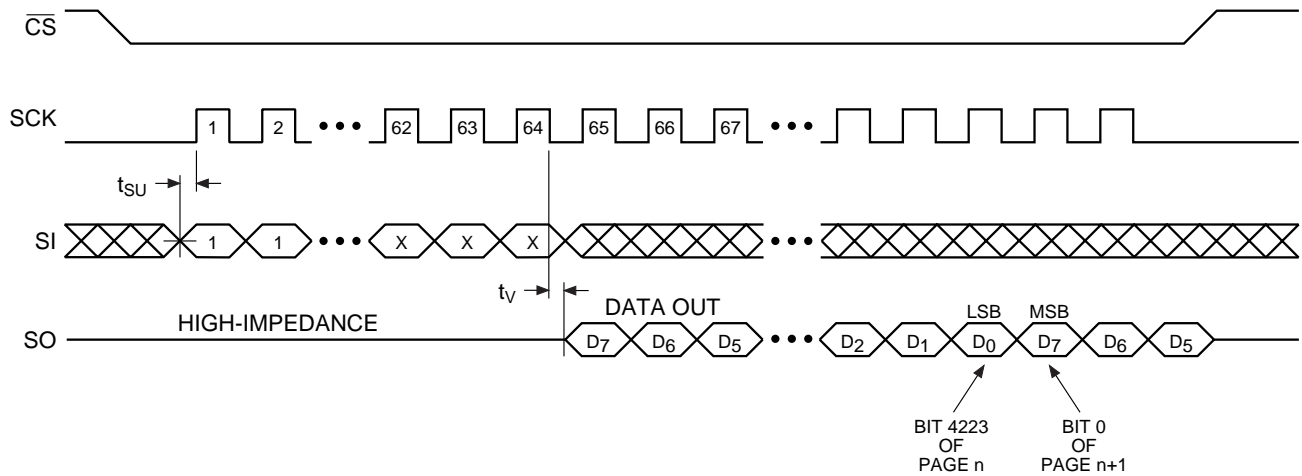 CS
SCK
1 2 ••• 62 63 64 65 66 67 •••
tSU
SI
1 1 ••• X X X •••
tV
HIGH-IMPEDANCE
DATA OUT
LSB MSB
SO
D7 D6 D5 ••• D2 D1 D0 D7 D6 D5
BIT 4223
OF
PAGE n
BIT 0
OF
PAGE n+1